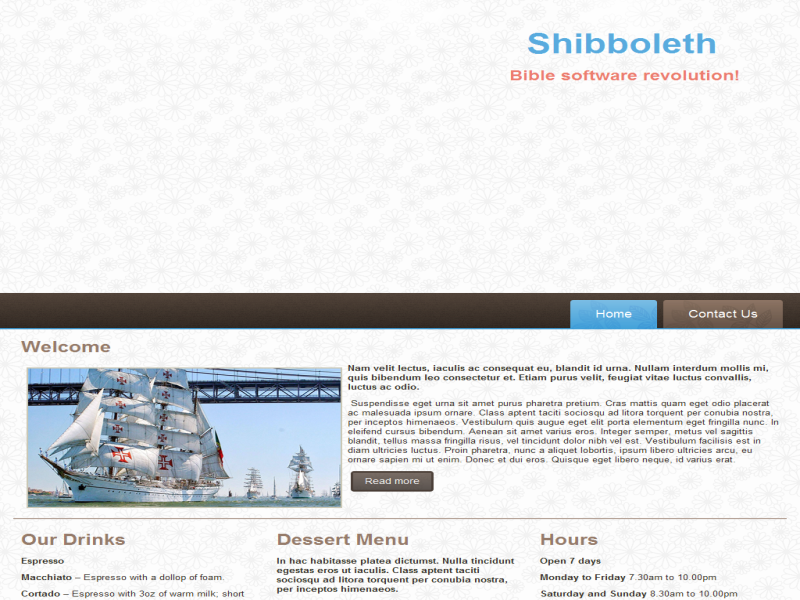 Shibboleth
Bible software revolution!
Home
Contact Us
Welcome
Nam velit lectus, iaculis ac consequat eu, blandit id urna. Nullam interdum mollis mi,
quis bibendum leo consectetur et. Etiam purus velit, feugiat vitae luctus convallis,
luctus ac odio.
Suspendisse eget urna sit amet purus pharetra pretium. Cras mattis quam eget odio placerat
ac malesuada ipsum ornare. Class aptent taciti sociosqu ad litora torquent per conubia nostra,
per inceptos himenaeos. Vestibulum quis augue eget elit porta elementum eget fringilla nunc. In
eleifend cursus bibendum. Aenean sit amet varius eros. Integer semper, metus vel sagittis
blandit, tellus massa fringilla risus, vel tincidunt dolor nibh vel est. Vestibulum facilisis est in
diam ultricies luctus. Proin pharetra, nunc a aliquet lobortis, ipsum libero ultricies arcu, eu
ornare sapien mi ut enim. Donec et dui eros. Quisque eget libero neque, id varius erat.
Read more
Our Drinks
Espresso
Macchiato – Espresso with a dollop of foam.
Cortado – Espresso with 3oz of warm milk; short
Dessert Menu
In hac habitasse platea dictumst. Nulla tincidunt
egestas eros ut iaculis. Class aptent taciti
sociosqu ad litora torquent per conubia nostra,
per inceptos himenaeos.
Hours
Open 7 days
Monday to Friday 7.30am to 10.00pm
Saturday and Sunday 8.30am to 10.00pm